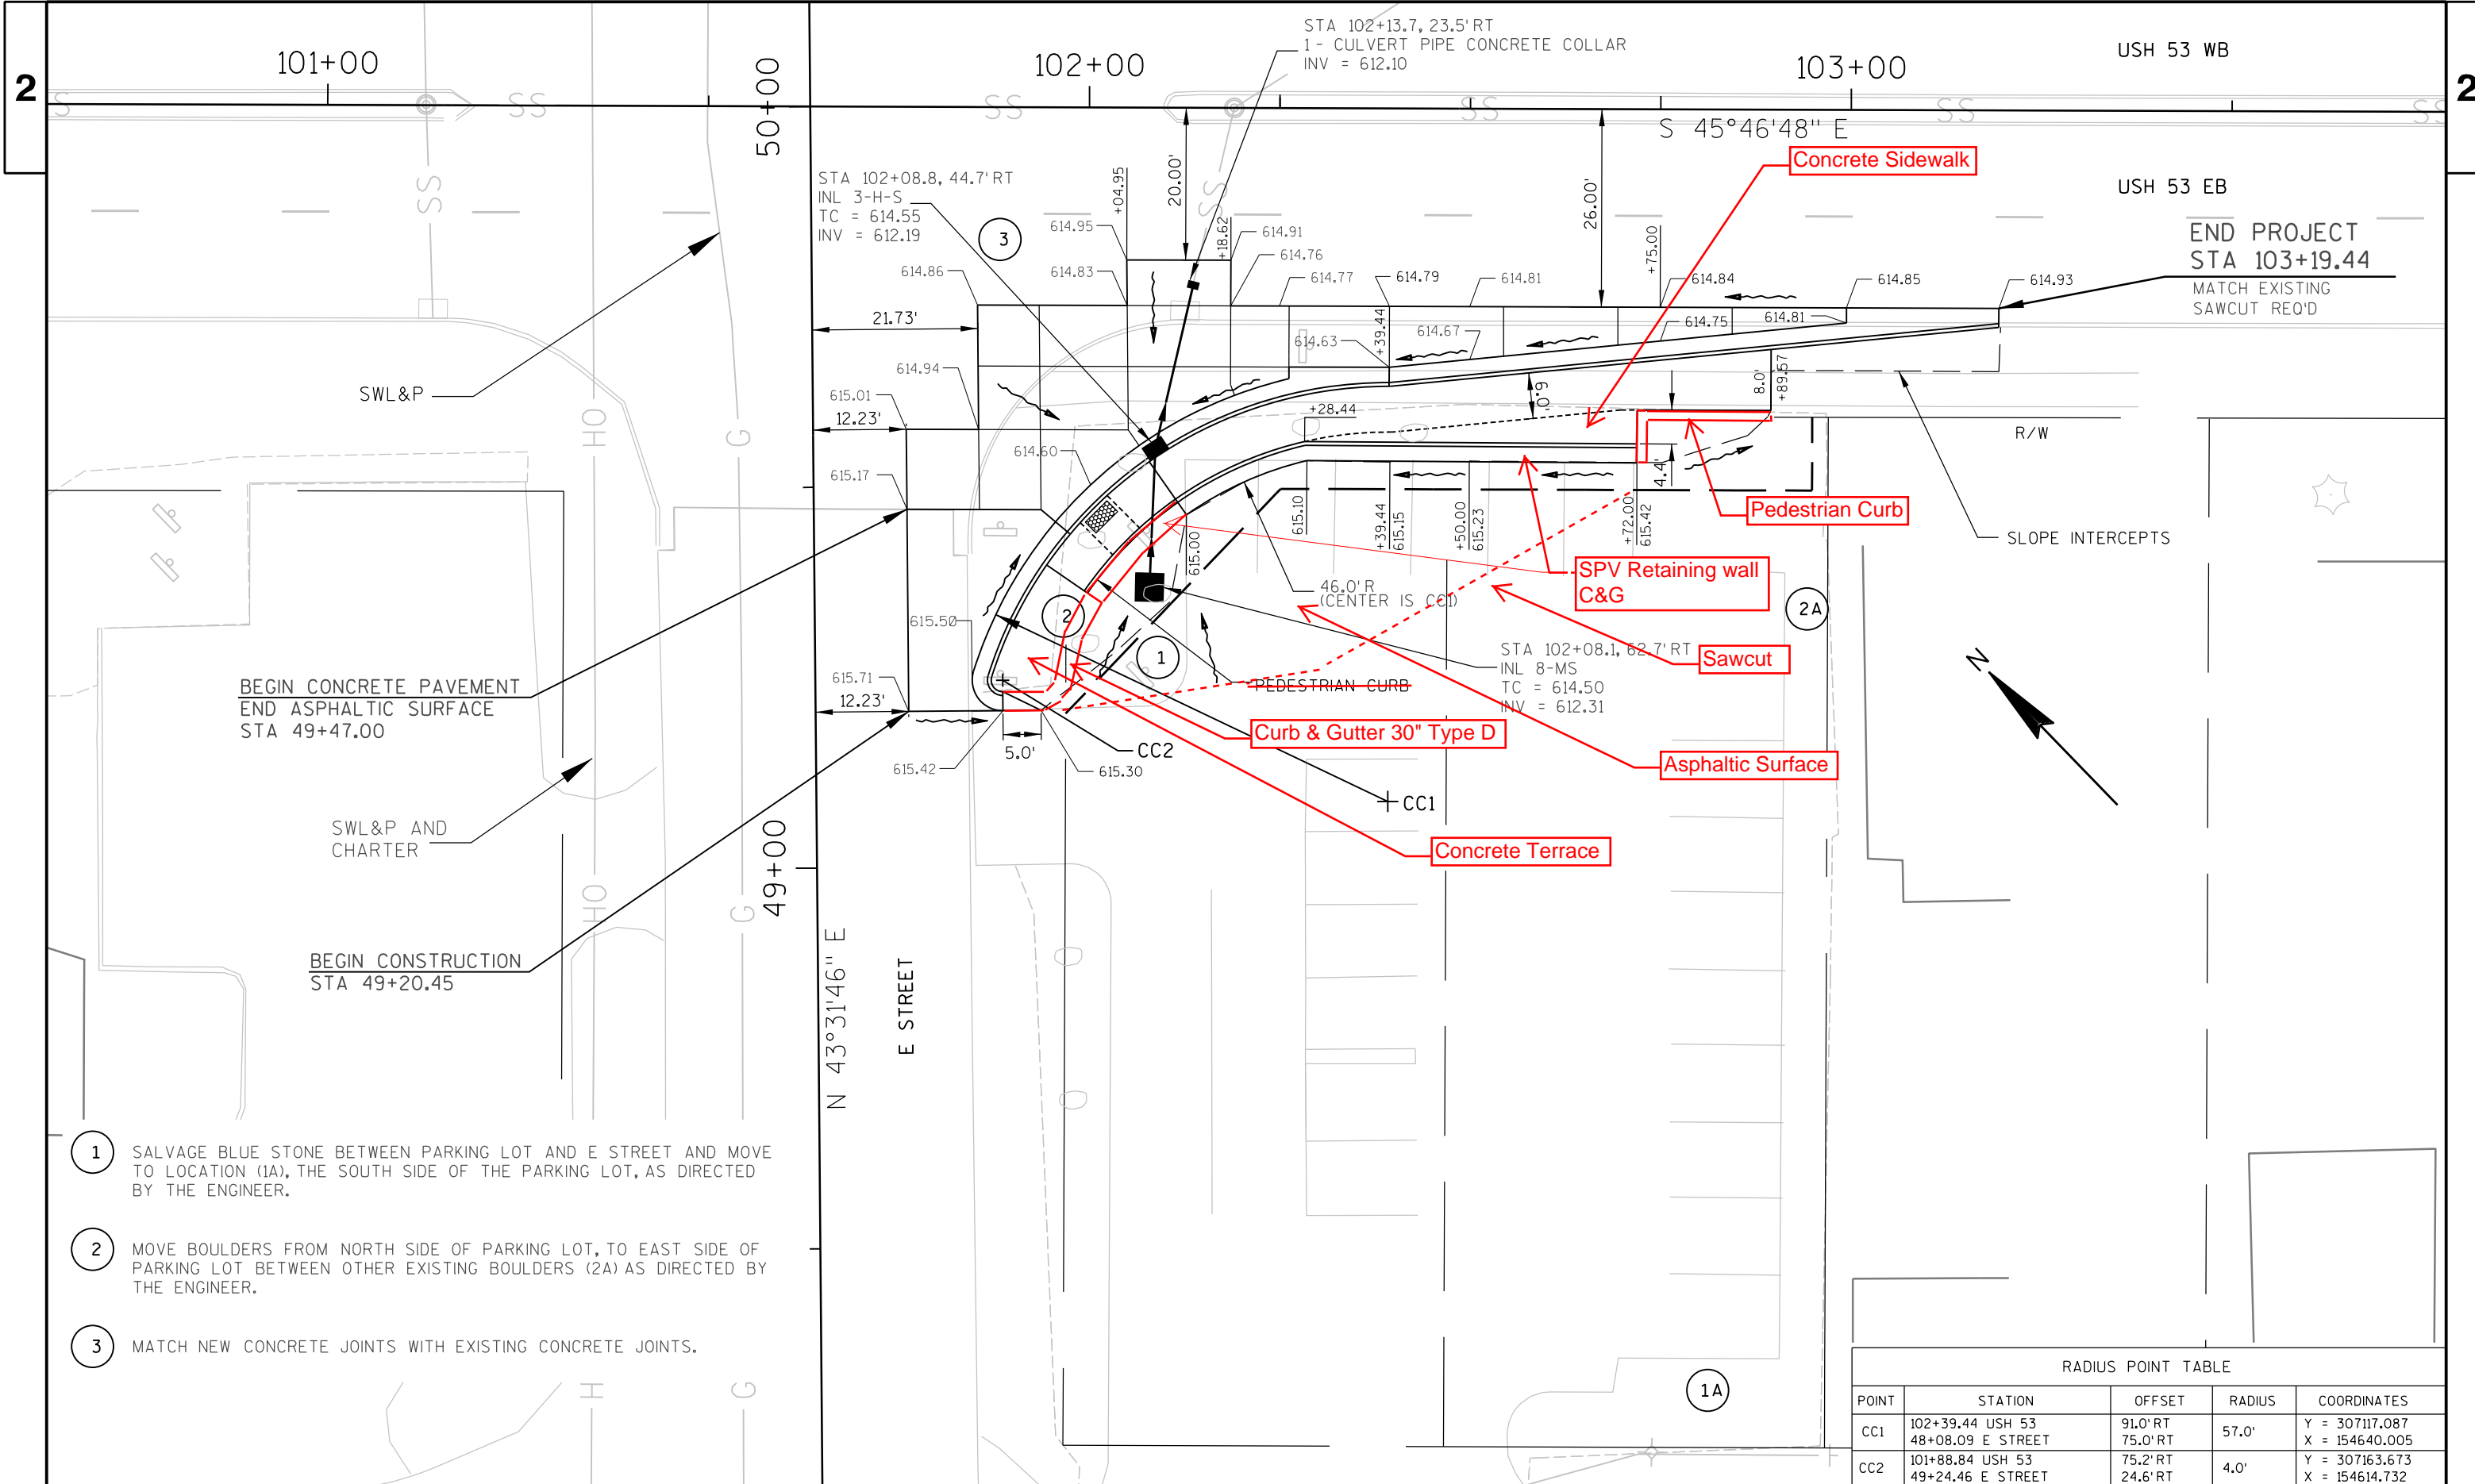 2
2
101+00
50+00
102+00
103+00
STA 102+13.7, 23.5' RT
1- CULVERT PIPE CONCRETE COLLAR
INV = 612.10
USH 53 WB
SS
SS
SS
SS
SS
SS
SS
S 45°46'48" E
USH 53 EB
Concrete Sidewalk
END PROJECT
STA 103+19.44
MATCH EXISTING
SAWCUT REQ'D
STA 102+08.8, 44.7' RT
INL 3-H-S
TC = 614.55
INV = 612.19
3
+04.95
20.00'
+18.62
26.00'
+75.00
614.95
614.91
614.76
614.86
614.83
614.77
614.79
614.81
614.84
614.85
614.93
21.73'
614.63
+39.44
614.67
614.75
614.81
614.94
615.01
12.23'
+28.44
6.0'
8.0'
+89.57
R/W
SWL&P
HO
G
614.60
615.17
4.4'
Pedestrian Curb
615.10
+39.44
615.15
+50.00
615.23
+72.00
615.42
SLOPE INTERCEPTS
615.00
46.0' R
(CENTER IS CC1)
SPV Retaining wall
C&G
2A
2
1
615.50
STA 102+08.1, 62.7' RT
INL 8-MS
TC = 614.50
INV = 612.31
Sawcut
N
615.71
12.23'
PEDESTRIAN CURB
BEGIN CONCRETE PAVEMENT
END ASPHALTIC SURFACE
STA 49+47.00
Curb & Gutter 30" Type D
Asphaltic Surface
5.0'
CC2
615.42
615.30
CC1
SWL&P AND
CHARTER
Concrete Terrace
49+00
HO
G
BEGIN CONSTRUCTION
STA 49+20.45
N 43°31'46" E
E STREET
1 SALVAGE BLUE STONE BETWEEN PARKING LOT AND E STREET AND MOVE
TO LOCATION (1A), THE SOUTH SIDE OF THE PARKING LOT, AS DIRECTED
BY THE ENGINEER.
2 MOVE BOULDERS FROM NORTH SIDE OF PARKING LOT, TO EAST SIDE OF
PARKING LOT BETWEEN OTHER EXISTING BOULDERS (2A) AS DIRECTED BY
THE ENGINEER.
3 MATCH NEW CONCRETE JOINTS WITH EXISTING CONCRETE JOINTS.
H
G
1A
RADIUS POINT TABLE
POINT STATION OFFSET RADIUS COORDINATES
CC1 102+39.44 USH 53 91.0' RT 57.0' Y = 307117.087
48+08.09 E STREET 75.0' RT X = 154640.005
CC2 101+88.84 USH 53 75.2' RT 4.0' Y = 307163.673
49+24.46 E STREET 24.6' RT X = 154614.732